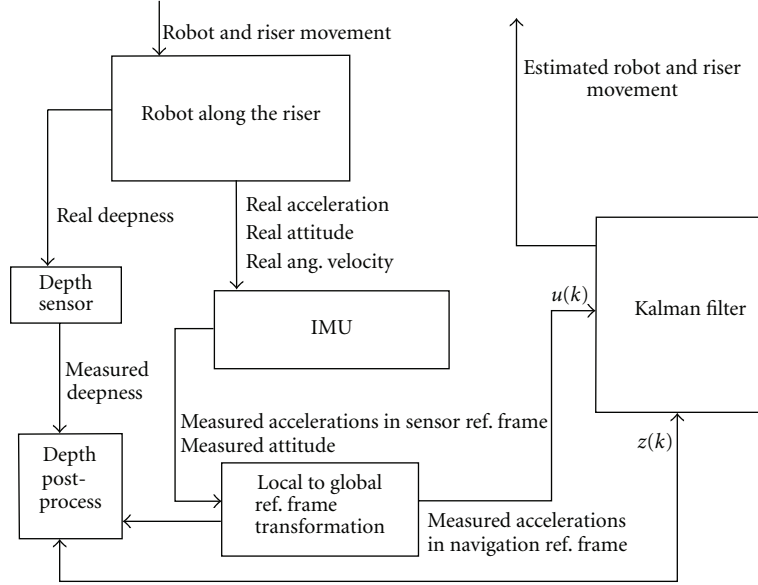 Robot and riser movement
Robot along the riser
Estimated robot and riser
movement
Real deepness
Real acceleration
Real attitude
Real ang. velocity
Depth
sensor
u(k)
IMU
Kalman filter
Measured
deepness
Measured accelerations in sensor ref. frame
Measured attitude
z(k)
Depth
post-
process
Local to global
ref. frame
transformation
Measured accelerations
in navigation ref. frame